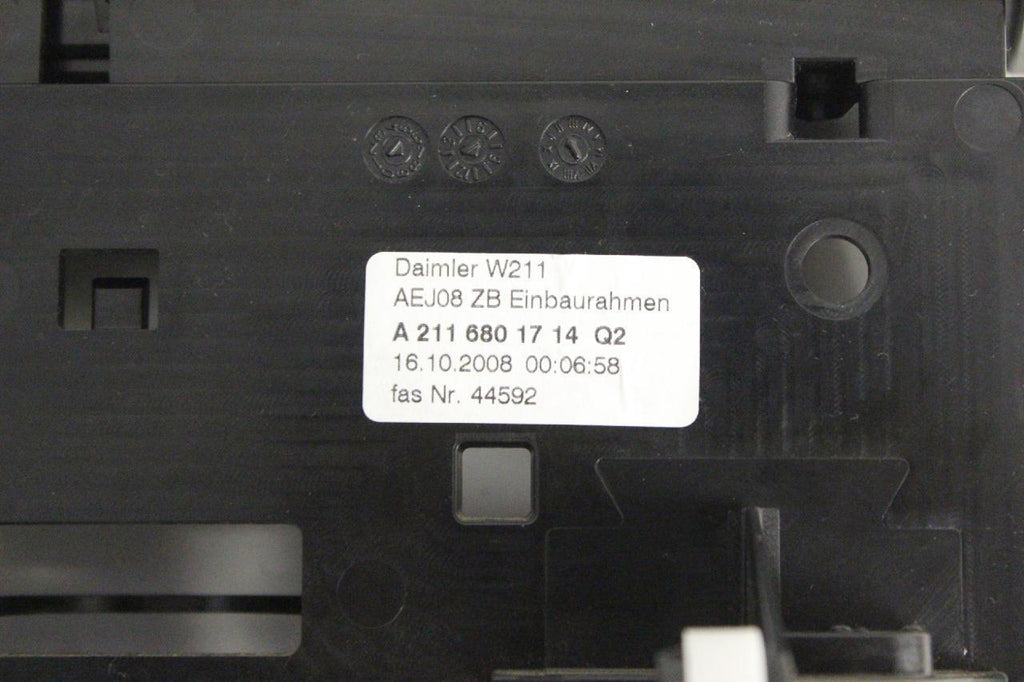 Daimler W211
AEJ08 ZB Einbaurahmen
A 211 680 17 14 Q2
16.10.2008 00:06:58
fas Nr. 44592